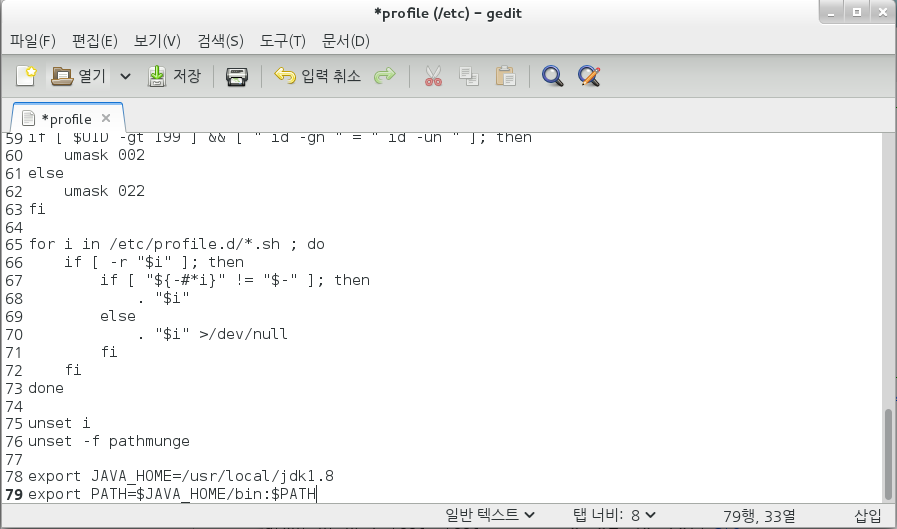 *profile (/etc) – gedit
파일(F) 편집(E) 보기(V) 검색(S) 도구(T) 문서(D)
열기 저장 입력 취소
*profile
59 if [ $UID -gt 199 ] && [ " id -gn " = " id -un " ]; then
60     umask 002
61 else
62     umask 022
63 fi
64
65 for i in /etc/profile.d/*.sh ; do
66     if [ -r "$i" ]; then
67         if [ "${-#*i}" != "$-" ]; then
68             . "$i"
69         else
70             . "$i" >/dev/null
71         fi
72     fi
73 done
74
75 unset i
76 unset -f pathmunge
77
78 export JAVA_HOME=/usr/local/jdk1.8
79 export PATH=$JAVA_HOME/bin:$PATH
일반 텍스트 탭 너비: 8 79행, 33열 삽입